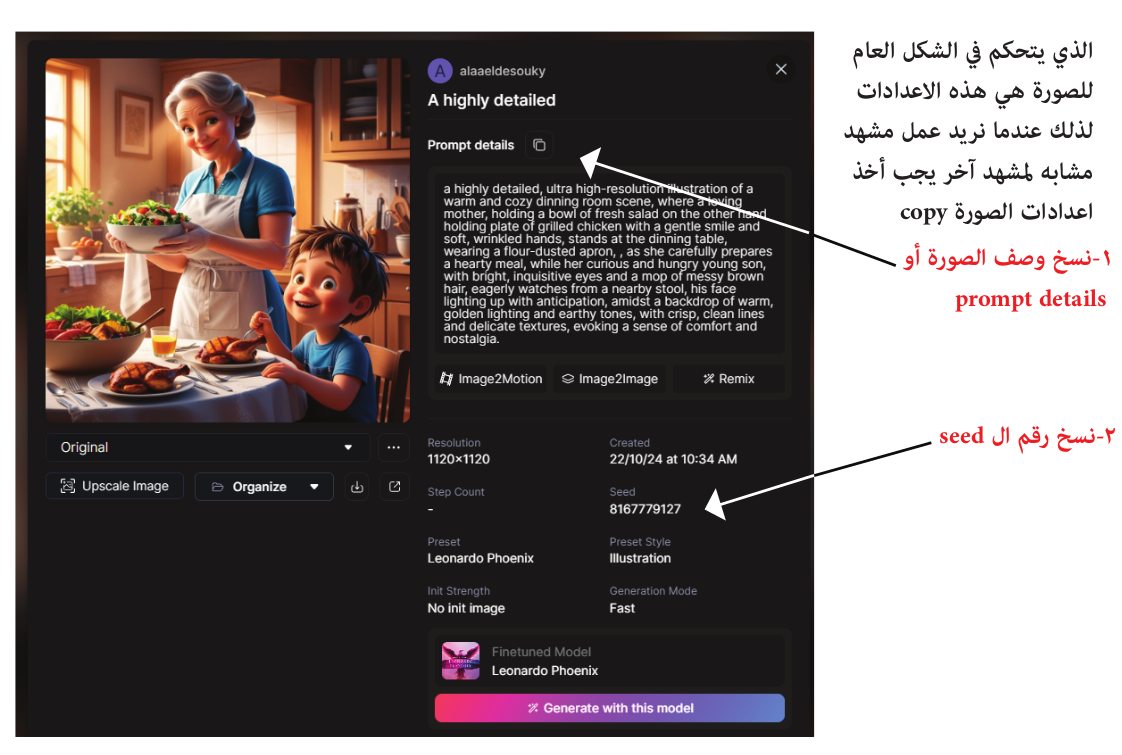 الذي يتحكم في الشكل العام
للصورة هي هذه الاعدادات
لذلك عندما نريد عمل مشهد
مشابه لمشهد آخر يجب أخذ
اعدادات الصورة copy
١-نسخ وصف الصورة أو
prompt details
٢-نسخ رقم ال seed
A alaaeldesouky
A highly detailed
Prompt details
a highly detailed, ultra high-resolution illustration of a
warm and cozy dinning room scene, where a loving
mother, holding a bowl of fresh salad on the other hand
holding plate of grilled chicken with a gentle smile and
soft, wrinkled hands, stands at the dinning table,
wearing a flour-dusted apron, , as she carefully prepares
a hearty meal, while her curious and hungry young son,
with bright, inquisitive eyes and a mop of messy brown
hair, eagerly watches from a nearby stool, his face
lighting up with anticipation, amidst a backdrop of warm,
golden lighting and earthy tones, with crisp, clean lines
and delicate textures, evoking a sense of comfort and
nostalgia.
Image2Motion Image2Image Remix
Original
Upscale Image Organize
Resolution Created
1120×1120 22/10/24 at 10:34 AM
Step Count Seed
- 8167779127
Preset Preset Style
Leonardo Phoenix Illustration
Init Strength Generation Mode
No init image Fast
Finetuned Model
Leonardo Phoenix
Generate with this model